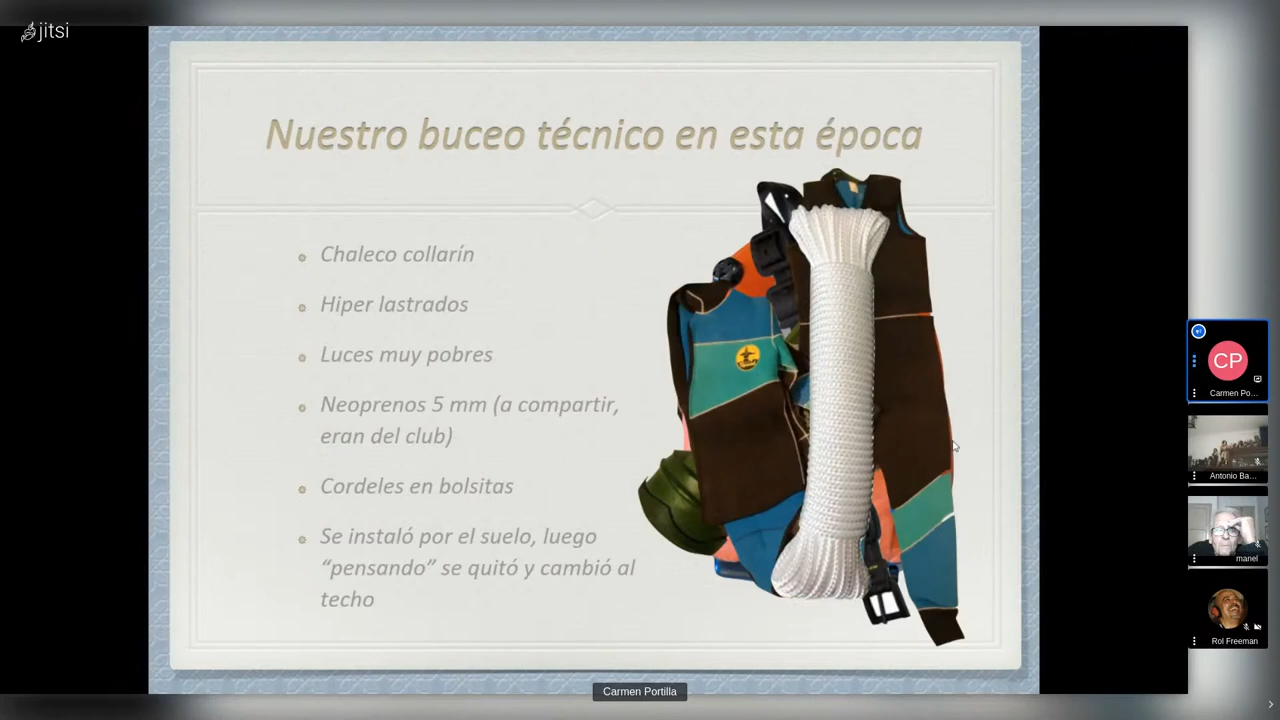 jitsi
Nuestro buceo técnico en esta época
Chaleco collarín
Hiper lastrados
Luces muy pobres
Neoprenos 5 mm (a compartir,
eran del club)
Cordeles en bolsitas
Se instaló por el suelo, luego
“pensando” se quitó y cambió al
techo
CP
Carmen Po...
Antonio Ba...
manel
Rol Freeman
Carmen Portilla